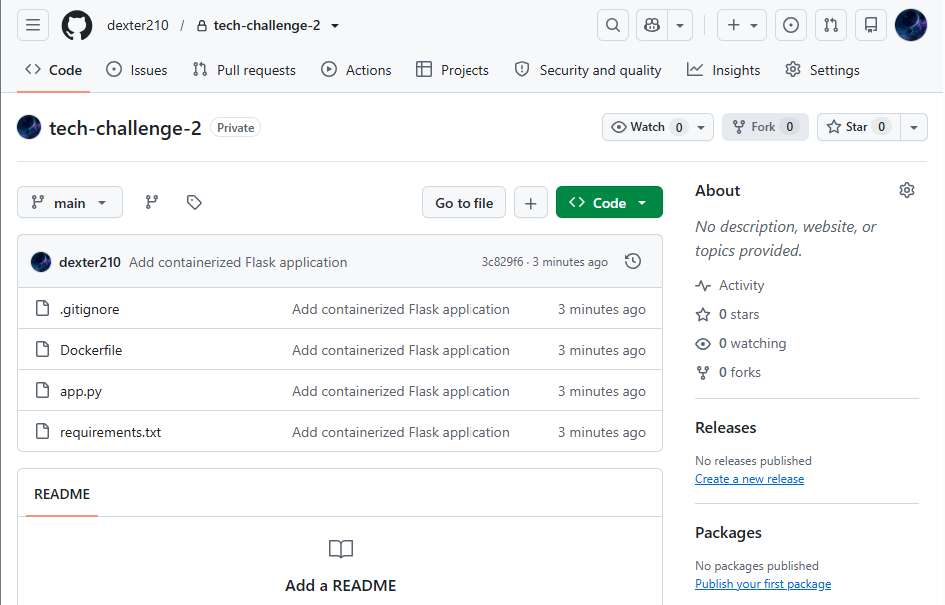 dexter210 / tech-challenge-2
Code Issues Pull requests Actions Projects Security and quality Insights Settings
tech-challenge-2 Private Watch 0 Fork 0 Star 0
main Go to file Code
dexter210 Add containerized Flask application 3c829f6 · 3 minutes ago
.gitignore Add containerized Flask application 3 minutes ago
Dockerfile Add containerized Flask application 3 minutes ago
app.py Add containerized Flask application 3 minutes ago
requirements.txt Add containerized Flask application 3 minutes ago
README
Add a README
About
No description, website, or
topics provided.
Activity
0 stars
0 watching
0 forks
Releases
No releases published
Create a new release
Packages
No packages published
Publish your first package